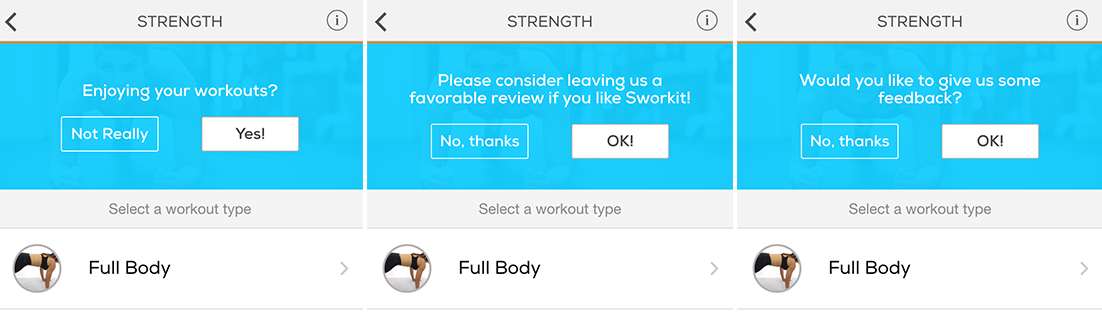 STRENGTH
Enjoying your workouts?
Not Really
Yes!
Select a workout type
Full Body
STRENGTH
Please consider leaving us a
favorable review if you like Sworkit!
No, thanks
OK!
Select a workout type
Full Body
STRENGTH
Would you like to give us some
feedback?
No, thanks
OK!
Select a workout type
Full Body